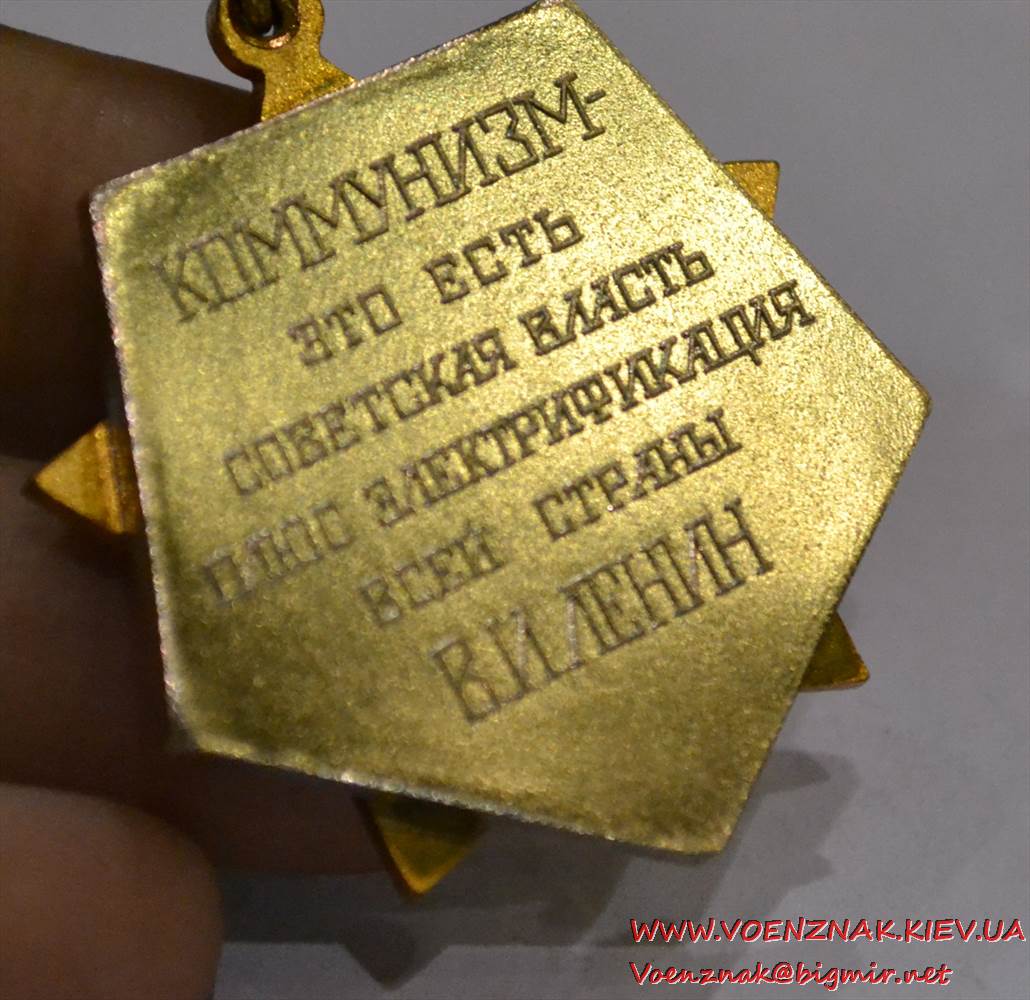 КОММУНИЗМ-
ЭТО ЕСТЬ
СОВЕТСКАЯ ВЛАСТЬ
ПЛЮС ЭЛЕКТРИФИКАЦИЯ
ВСЕЙ СТРАНЫ
В.И.ЛЕНИН
WWW.VOENZNAK.KIEV.UA
Voenznak@bigmir.net